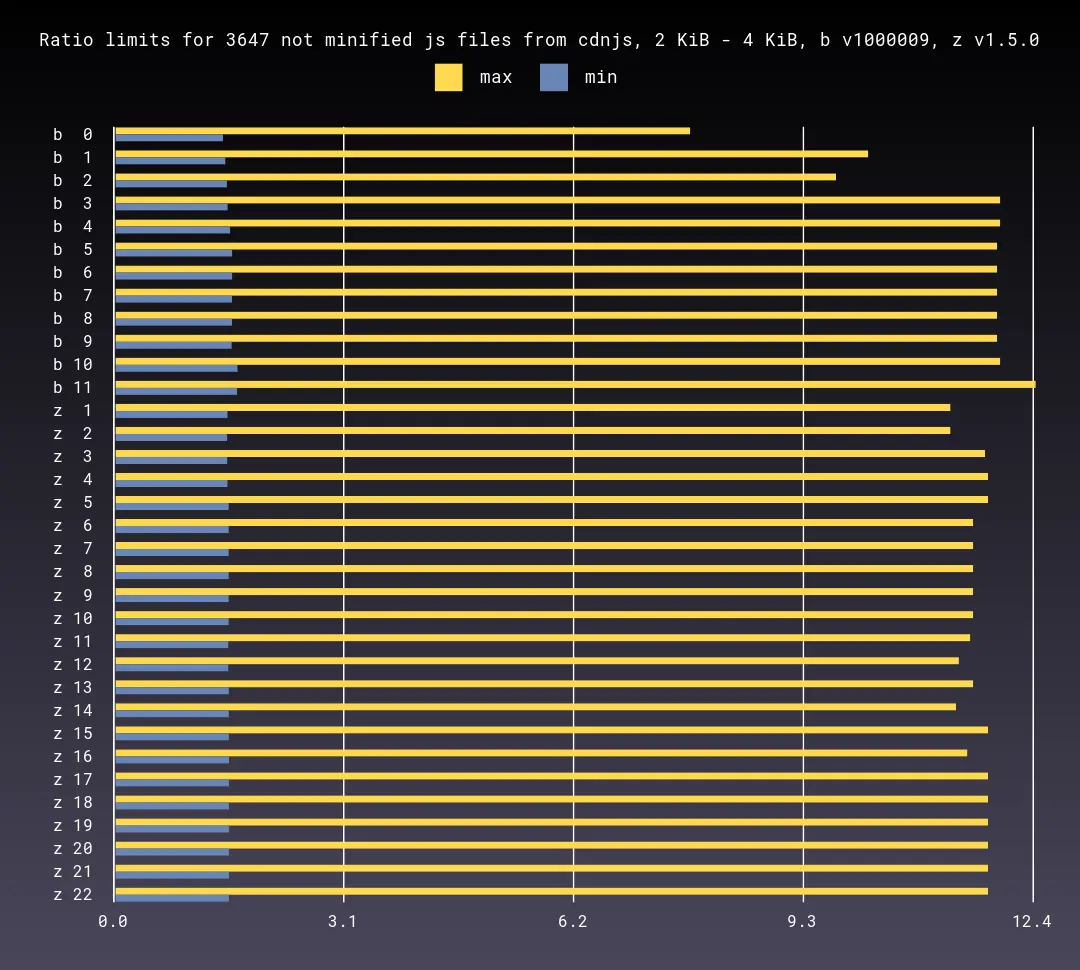 Ratio limits for 3647 not minified js files from cdnjs, 2 KiB - 4 KiB, b v1000009, z v1.5.0
max min
b 0
b 1
b 2
b 3
b 4
b 5
b 6
b 7
b 8
b 9
b 10
b 11
z 1
z 2
z 3
z 4
z 5
z 6
z 7
z 8
z 9
z 10
z 11
z 12
z 13
z 14
z 15
z 16
z 17
z 18
z 19
z 20
z 21
z 22
0.0 3.1 6.2 9.3 12.4